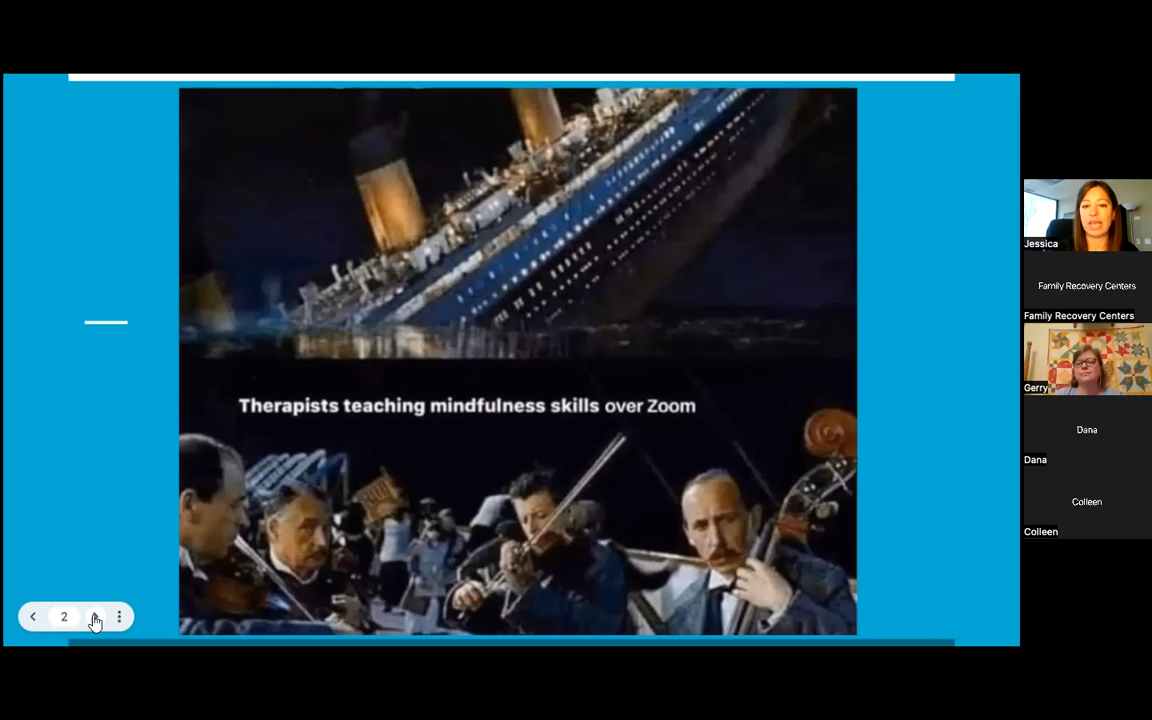 Therapists teaching mindfulness skills over Zoom
2
Jessica
Family Recovery Centers
Family Recovery Centers
Gerry
Dana
Dana
Colleen
Colleen